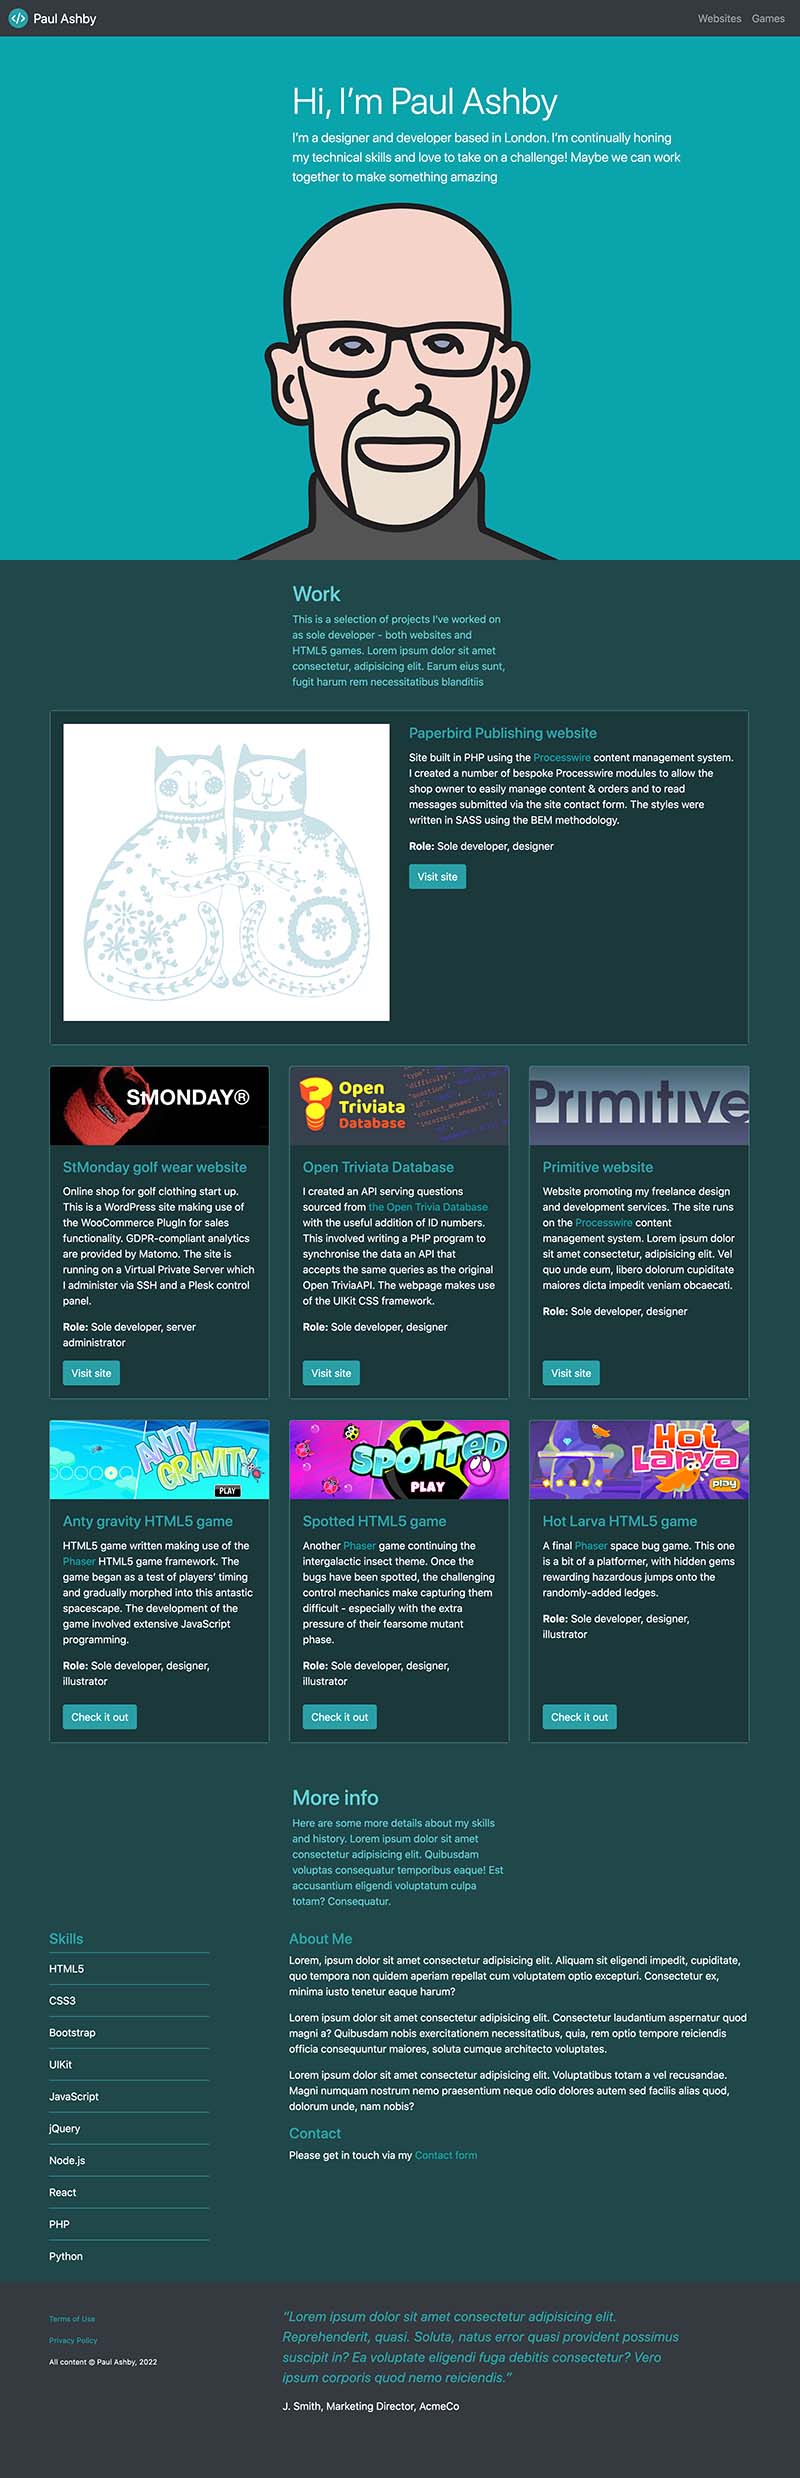 Paul Ashby
Websites Games
Hi, I'm Paul Ashby
I'm a designer and developer based in London. I'm continually honing
my technical skills and love to take on a challenge! Maybe we can work
together to make something amazing
Work
This is a selection of projects I've worked on
as sole developer - both websites and
HTML5 games. Lorem ipsum dolor sit amet
consectetur, adipisicing elit. Earum eius sunt,
fugit harum rem necessitatibus blanditiis
Paperbird Publishing website
Site built in PHP using the Processwire content management system.
I created a number of bespoke Processwire modules to allow the
shop owner to easily manage content & orders and to read
messages submitted via the site contact form. The styles were
written in SASS using the BEM methodology.
Role: Sole developer, designer
Visit site
StMONDAY®
StMonday golf wear website
Online shop for golf clothing start up.
This is a WordPress site making use of
the WooCommerce PlugIn for sales
functionality. GDPR-compliant analytics
are provided by Matomo. The site is
running on a Virtual Private Server which
I administer via SSH and a Plesk control
panel.
Role: Sole developer, server
administrator
Visit site
Open
Triviata
Database
"type":
"difficulty":
"correct_answer":
"incorrect_answers":
Open Triviata Database
I created an API serving questions
sourced from the Open Trivia Database
with the useful addition of ID numbers.
This involved writing a PHP program to
synchronise the data an API that
accepts the same queries as the original
Open TriviaAPI. The webpage makes use
of the UIKit CSS framework.
Role: Sole developer, designer
Visit site
Primitive
Primitive website
Website promoting my freelance design
and development services. The site runs
on the Processwire content
management system. Lorem ipsum dolor
sit amet consectetur, adipisicing elit. Vel
quo unde eum, libero dolorum cupiditate
maiores dicta impedit veniam obcaecati.
Role: Sole developer, designer
Visit site
ANTY
GRAVITY
PLAY
Anty gravity HTML5 game
HTML5 game written making use of the
Phaser HTML5 game framework. The
game began as a test of players' timing
and gradually morphed into this antastic
spacescape. The development of the
game involved extensive JavaScript
programming.
Role: Sole developer, designer,
illustrator
Check it out
SPOTTED
PLAY
Spotted HTML5 game
Another Phaser game continuing the
intergalactic insect theme. Once the
bugs have been spotted, the challenging
control mechanics make capturing them
difficult - especially with the extra
pressure of their fearsome mutant
phase.
Role: Sole developer, designer,
illustrator
Check it out
Hot
Larva
play
Hot Larva HTML5 game
A final Phaser space bug game. This one
is a bit of a platformer, with hidden gems
rewarding hazardous jumps onto the
randomly-added ledges.
Role: Sole developer, designer,
illustrator
Check it out
More info
Here are some more details about my skills
and history. Lorem ipsum dolor sit amet
consectetur adipisicing elit. Quibusdam
voluptas consequatur temporibus eaque! Est
accusantium eligendi voluptatum culpa
totam? Consequatur.
Skills
HTML5
CSS3
Bootstrap
UIKit
JavaScript
jQuery
Node.js
React
PHP
Python
About Me
Lorem, ipsum dolor sit amet consectetur adipisicing elit. Aliquam sit eligendi impedit, cupiditate,
quo tempora non quidem aperiam repellat cum voluptatem optio excepturi. Consectetur ex,
minima iusto tenetur eaque harum?
Lorem ipsum dolor sit amet consectetur adipisicing elit. Consectetur laudantium aspernatur quod
magni a? Quibusdam nobis exercitationem necessitatibus, quia, rem optio tempore reiciendis
officia consequuntur maiores, soluta cumque architecto voluptates.
Lorem ipsum dolor sit amet consectetur adipisicing elit. Voluptatibus totam a vel recusandae.
Magni numquam nostrum nemo praesentium neque odio dolores autem sed facilis alias quod,
dolorum unde, nam nobis?
Contact
Please get in touch via my Contact form
Terms of Use
Privacy Policy
All content © Paul Ashby, 2022
"Lorem ipsum dolor sit amet consectetur adipisicing elit.
Reprehenderit, quasi. Soluta, natus error quasi provident possimus
suscipit in? Ea voluptate eligendi fuga debitis consectetur? Vero
ipsum corporis quod nemo reiciendis."
J. Smith, Marketing Director, AcmeCo